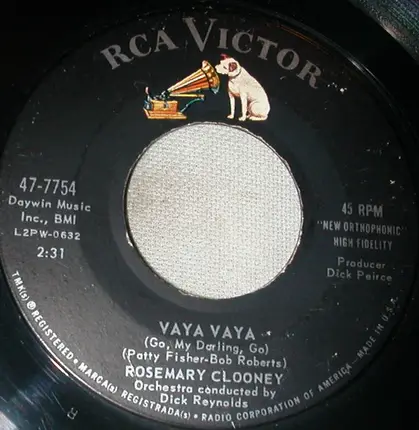 RCA VICTOR
47-7754
Daywin Music
Inc., BMI
L2PW-0632
2:31
45 RPM
"NEW ORTHOPHONIC"
HIGH FIDELITY
Producer
Dick Peirce
VAYA VAYA
(Go, My Darling, Go)
(Patty Fisher-Bob Roberts)
ROSEMARY CLOONEY
Orchestra conducted by
Dick Reynolds
TMK(s) ® REGISTERED • MARCA(s) REGISTRADA(s) • RADIO CORPORATION OF AMERICA • MADE IN U.S.A.